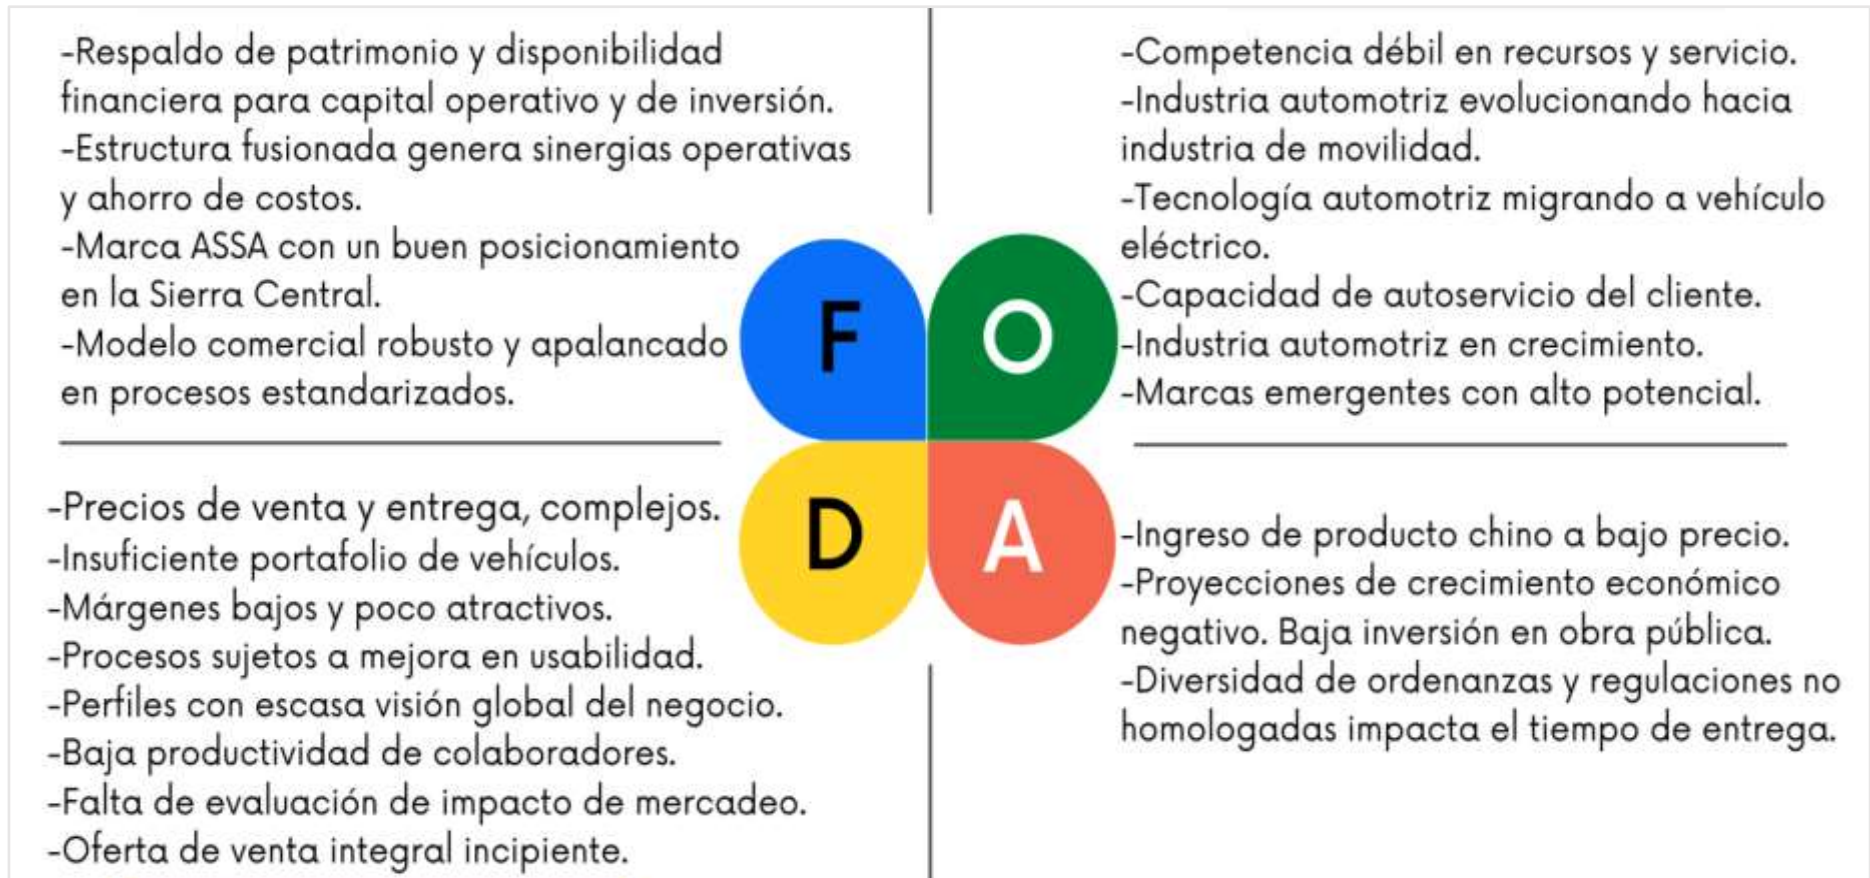 -Respaldo de patrimonio y disponibilidad
financiera para capital operativo y de inversión.
-Estructura fusionada genera sinergias operativas
y ahorro de costos.
-Marca ASSA con un buen posicionamiento
en la Sierra Central.
-Modelo comercial robusto y apalancado
en procesos estandarizados.
-Competencia débil en recursos y servicio.
-Industria automotriz evolucionando hacia
industria de movilidad.
-Tecnología automotriz migrando a vehículo
eléctrico.
-Capacidad de autoservicio del cliente.
-Industria automotriz en crecimiento.
-Marcas emergentes con alto potencial.
F
O
D
A
-Precios de venta y entrega, complejos.
-Insuficiente portafolio de vehículos.
-Márgenes bajos y poco atractivos.
-Procesos sujetos a mejora en usabilidad.
-Perfiles con escasa visión global del negocio.
-Baja productividad de colaboradores.
-Falta de evaluación de impacto de mercadeo.
-Oferta de venta integral incipiente.
-Ingreso de producto chino a bajo precio.
-Proyecciones de crecimiento económico
negativo. Baja inversión en obra pública.
-Diversidad de ordenanzas y regulaciones no
homologadas impacta el tiempo de entrega.